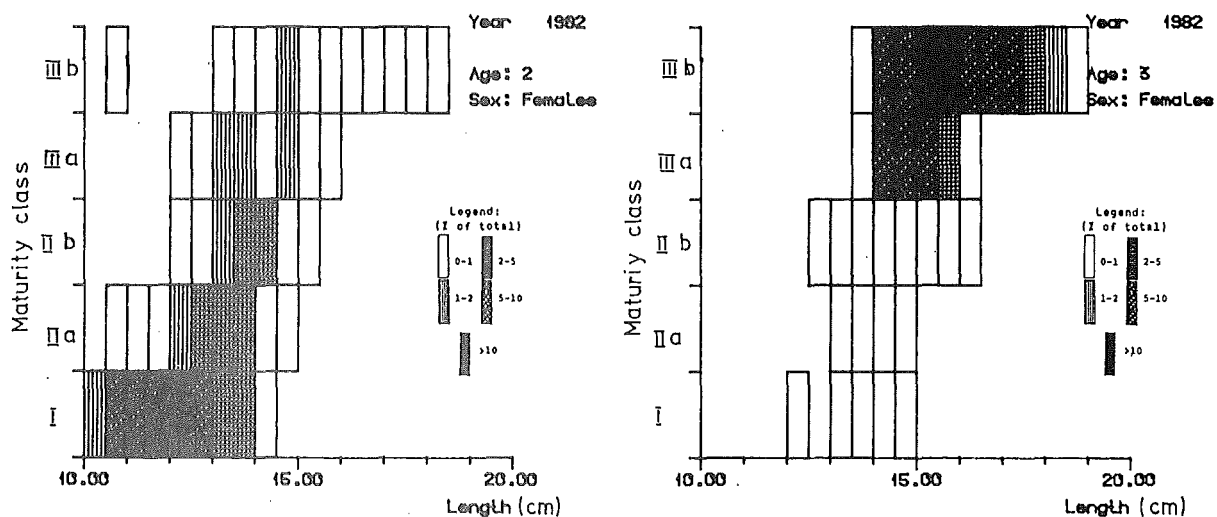 Year 1982
Age: 2
Sex: Females
Maturity class
III b
III a
II b
II a
I
Legend:
(% of total)
0-1
2-5
1-2
5-10
>10
10.00
15.00
20.00
Length (cm)
Year 1982
Age: 3
Sex: Females
Maturiy class
III b
III a
II b
II a
I
Legend:
(% of total)
0-1
2-5
1-2
5-10
>10
10.00
15.00
20.00
Length (cm)